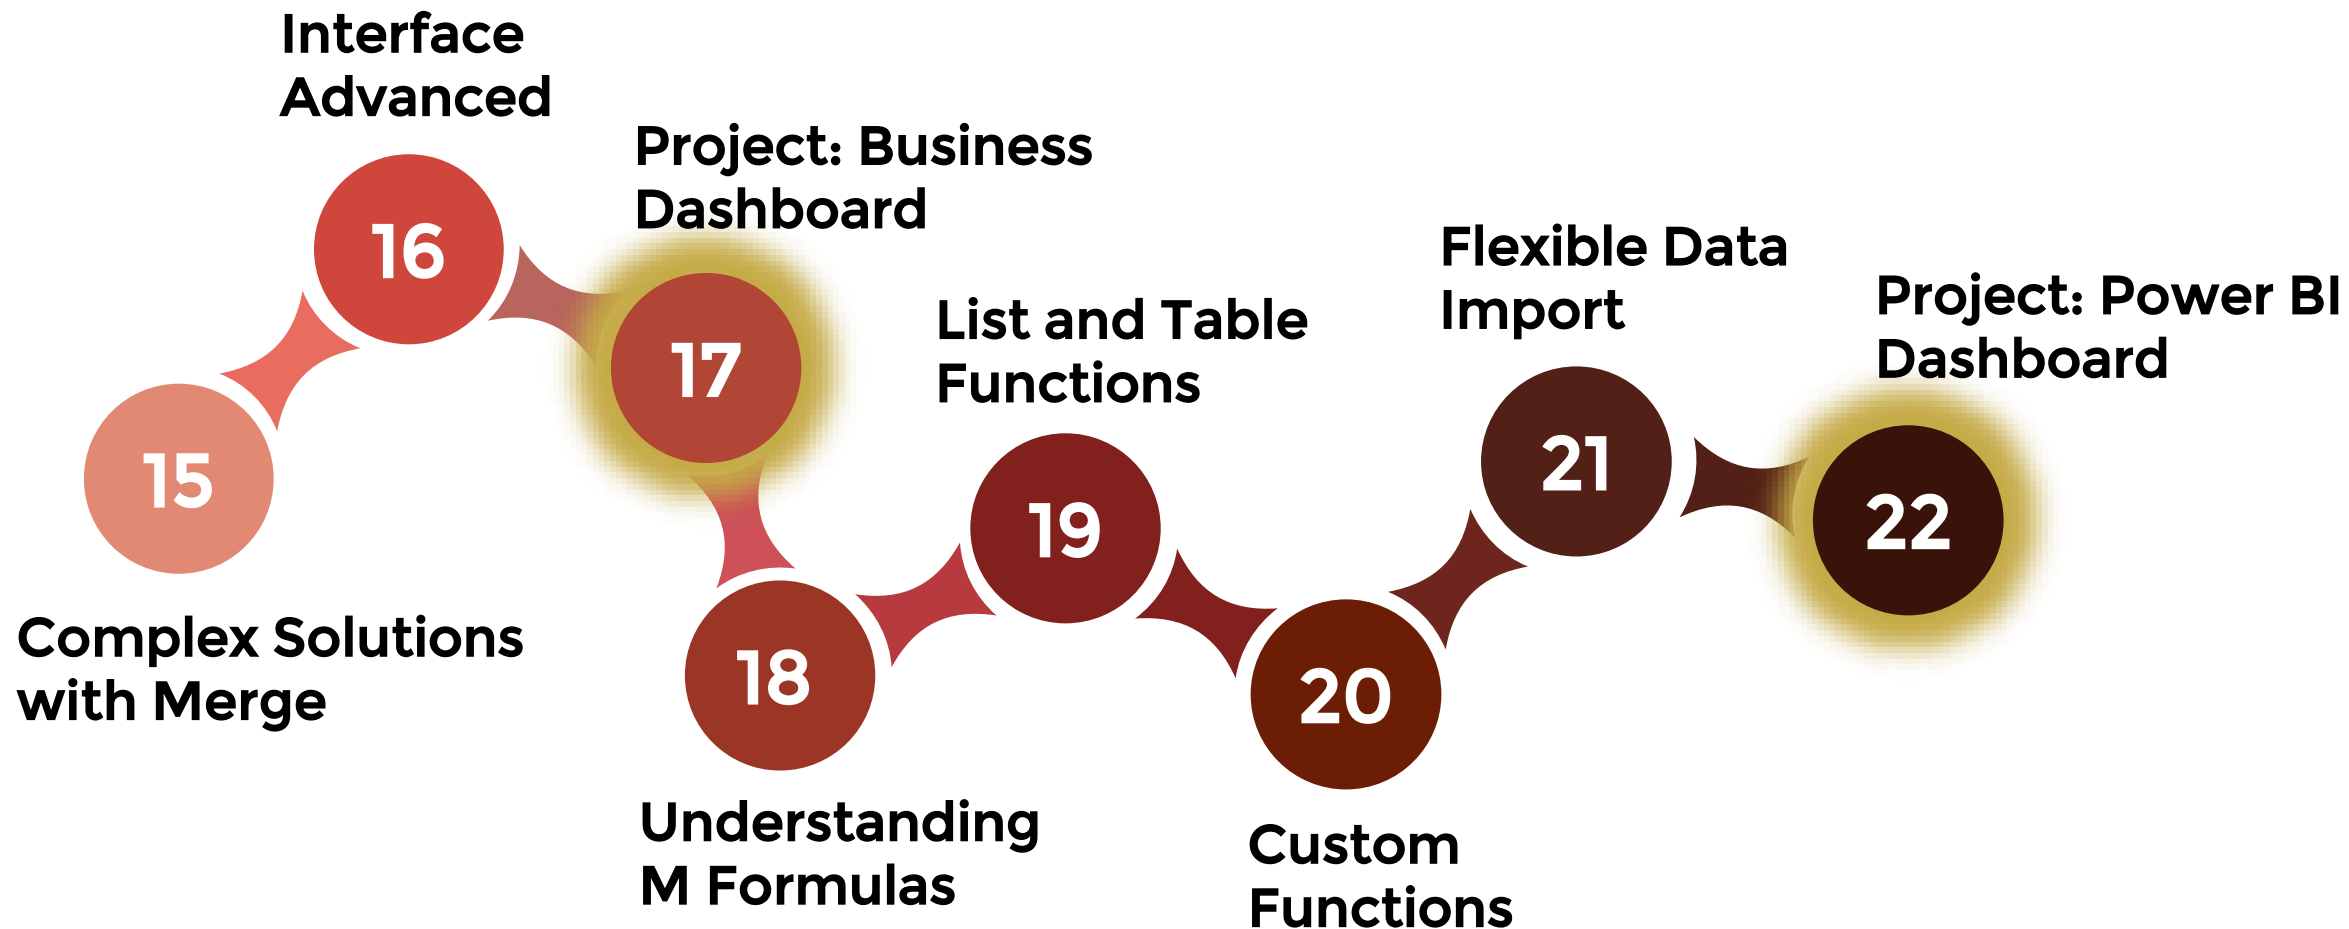 15
Complex Solutions
with Merge
Interface
Advanced
16
Project: Business
Dashboard
17
18
Understanding
M Formulas
List and Table
Functions
19
20
Custom
Functions
Flexible Data
Import
21
Project: Power BI
Dashboard
22